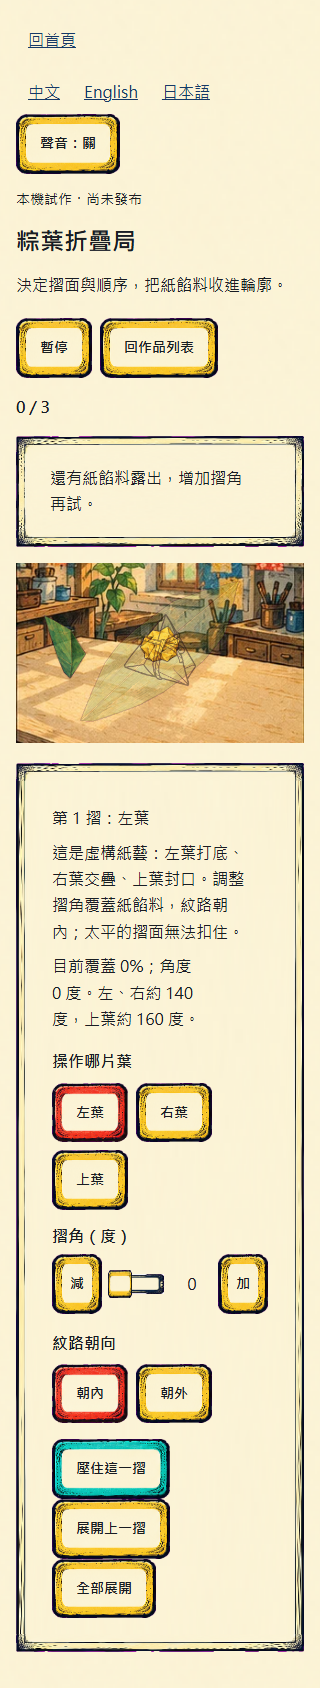 回首頁
中文 English 日本語
聲音：關
本機試作・尚未發布
粽葉折疊局
決定摺面與順序，把紙餡料收進輪廓。
暫停 回作品列表
0 / 3
還有紙餡料露出，增加摺角
再試。
第 1 摺：左葉
這是虛構紙藝：左葉打底、
右葉交疊、上葉封口。調整
摺角覆蓋紙餡料，紋路朝
內；太平的摺面無法扣住。
目前覆蓋 0%；角度
0 度。左、右約 140
度，上葉約 160 度。
操作哪片葉
左葉 右葉
上葉
摺角（度）
減 0 加
紋路朝向
朝內 朝外
壓住這一摺
展開上一摺
全部展開